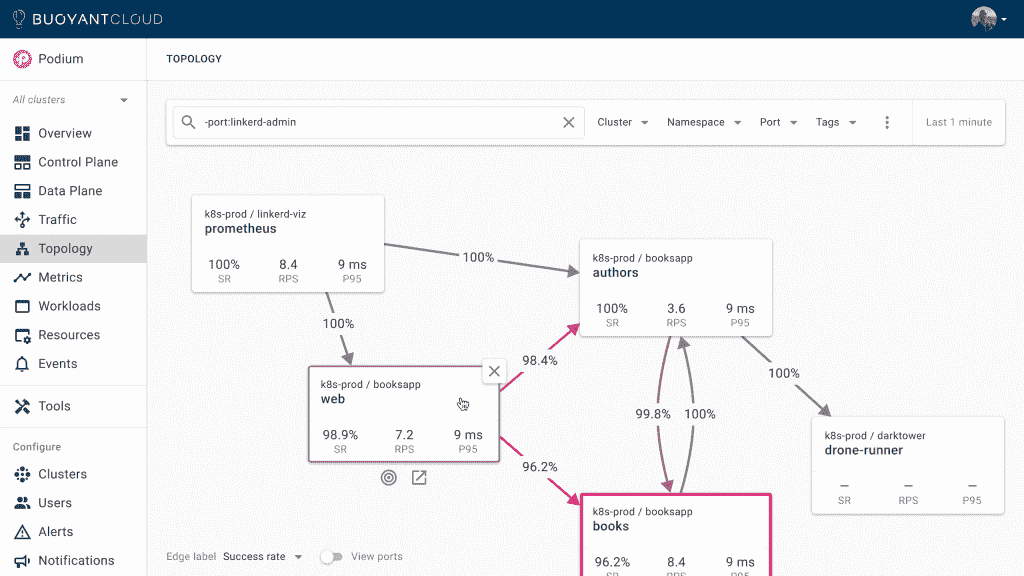 BUOYANTCLOUD
Podium
TOPOLOGY
All clusters
Overview
Control Plane
Data Plane
Traffic
Topology
Metrics
Workloads
Resources
Events
Tools
Configure
Clusters
Users
Alerts
Notifications
-port:linkerd-admin
Cluster
Namespace
Port
Tags
Last 1 minute
k8s-prod / linkerd-viz
prometheus
100% 8.4 9 ms
SR RPS P95
100%
100%
k8s-prod / booksapp
authors
100% 3.6 9 ms
SR RPS P95
98.4%
100%
k8s-prod / booksapp
web
98.9% 7.2 9 ms
SR RPS P95
99.8% 100%
96.2%
k8s-prod / darktower
drone-runner
– – –
SR RPS P95
k8s-prod / booksapp
books
96.2% 8.4 9 ms
SR RPS P95
Edge label Success rate
View ports